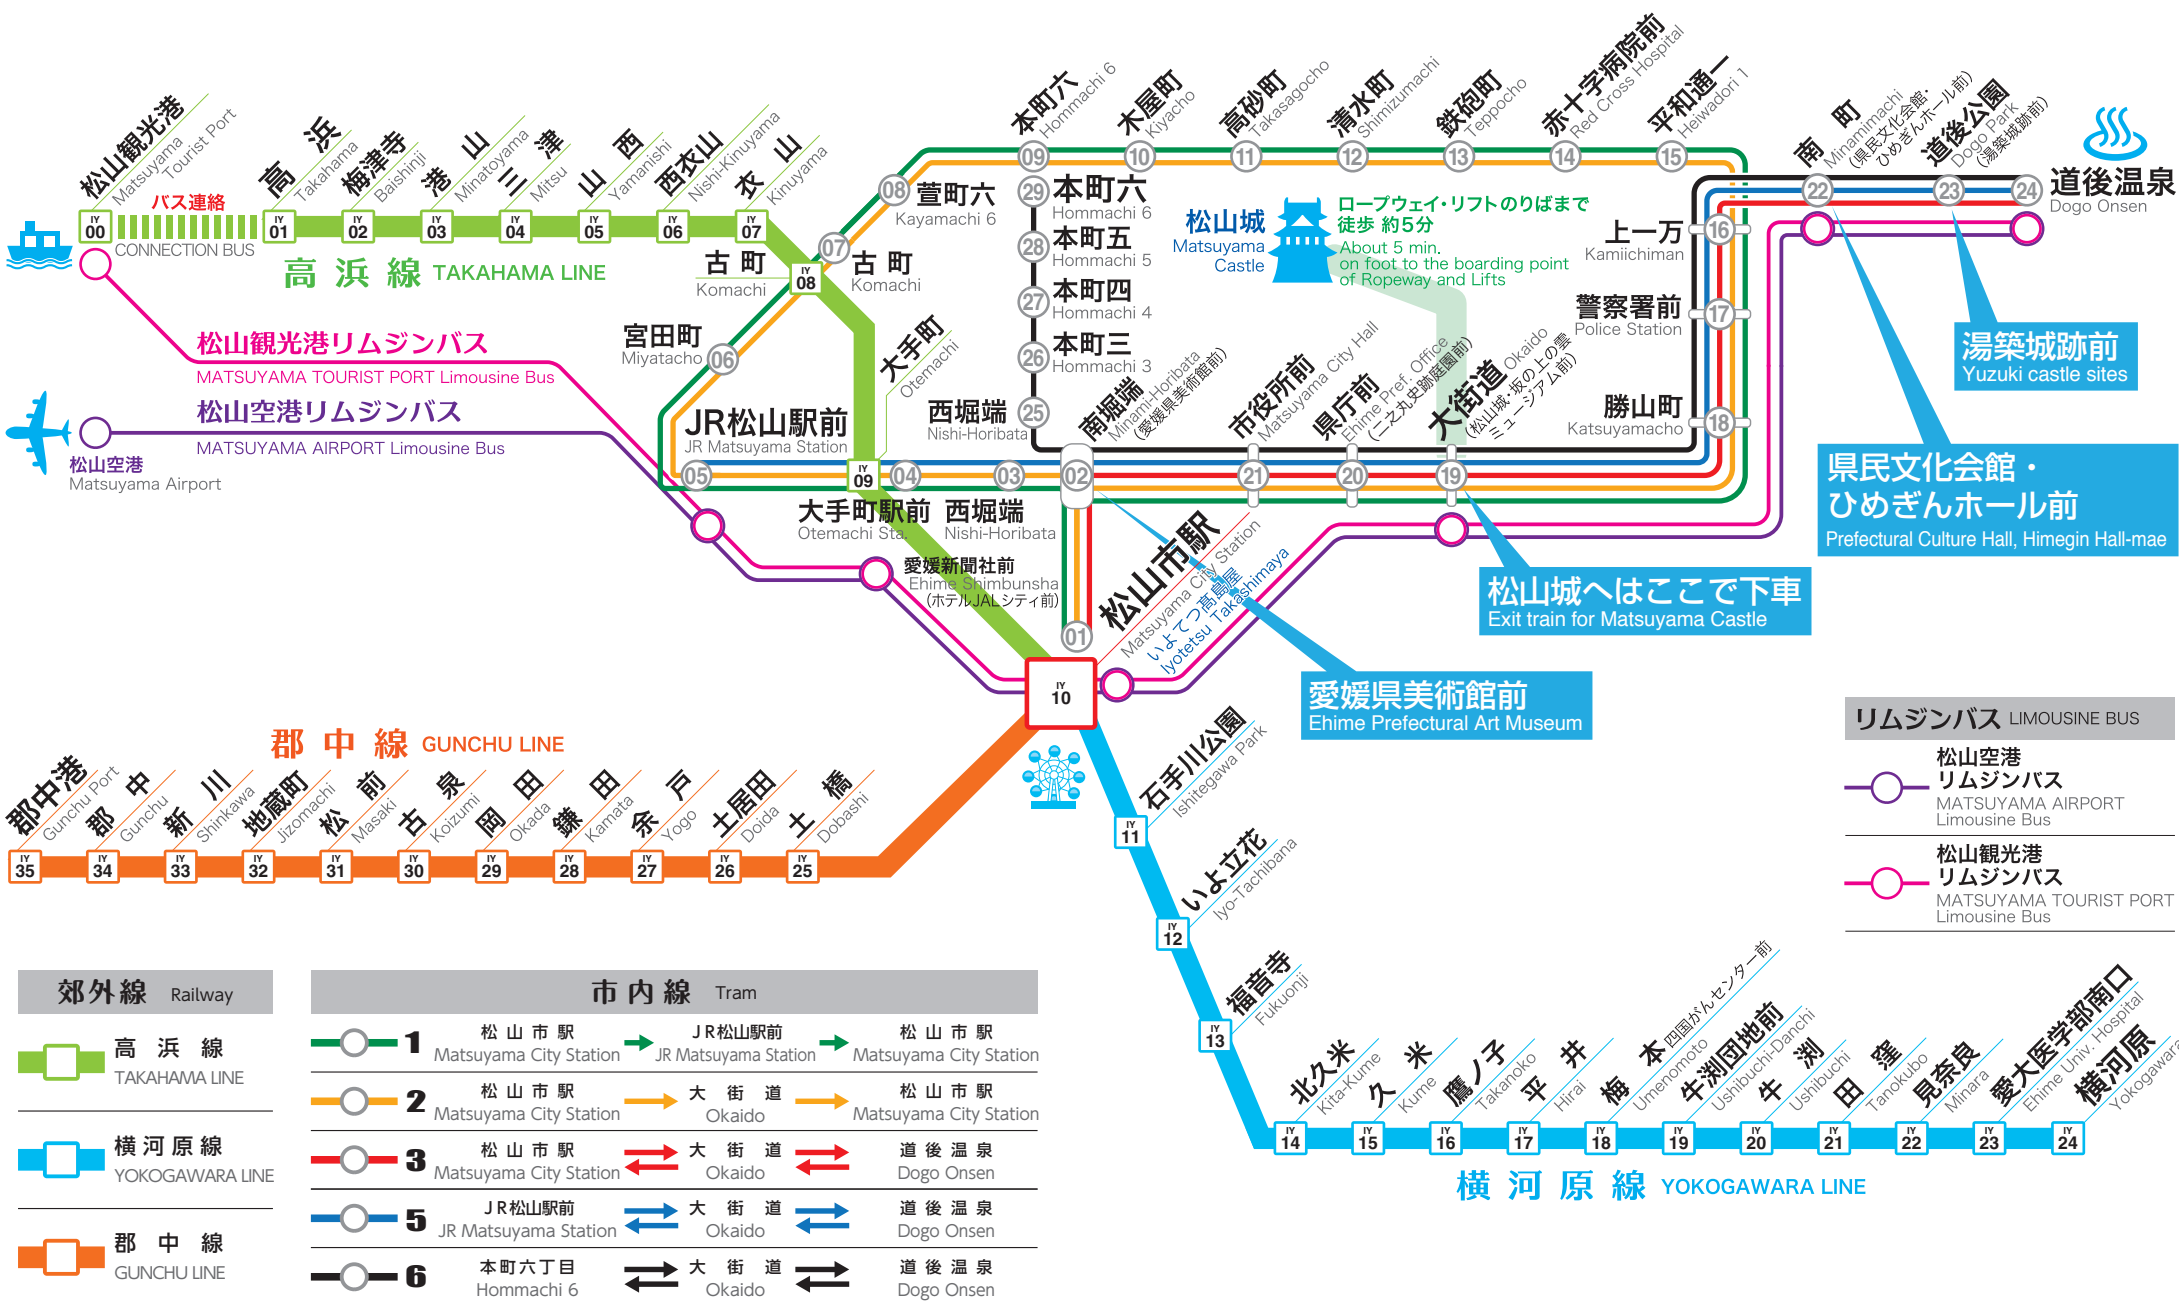 松山観光港
Matsuyama
Tourist Port
IY
00
バス連絡
CONNECTION BUS
高浜
Takahama
IY
01
梅津寺
Baishinji
IY
02
港山
Minatoyama
IY
03
三津
Mitsu
IY
04
山西
Yamanishi
IY
05
西衣山
Nishi-Kinuyama
IY
06
衣山
Kinuyama
IY
07
高浜線 TAKAHAMA LINE
古町
Komachi
IY
08
大手町
Otemachi
IY
09
松山観光港リムジンバス
MATSUYAMA TOURIST PORT Limousine Bus
松山空港リムジンバス
MATSUYAMA AIRPORT Limousine Bus
松山空港
Matsuyama Airport
08
萱町六
Kayamachi 6
07
古町
Komachi
宮田町
Miyatacho
06
JR松山駅前
JR Matsuyama Station
05
04
大手町駅前
Otemachi Sta.
03
西堀端
Nishi-Horibata
02
南堀端
Minami-Horibata
(愛媛県美術館前)
01
本町六
Hommachi 6
09
木屋町
Kiyacho
10
高砂町
Takasagocho
11
清水町
Shimizumachi
12
鉄砲町
Teppocho
13
赤十字病院前
Red Cross Hospital
14
平和通一
Heiwadori 1
15
29
本町六
Hommachi 6
28
本町五
Hommachi 5
27
本町四
Hommachi 4
26
本町三
Hommachi 3
25
西堀端
Nishi-Horibata
松山城
Matsuyama
Castle
ロープウェイ・リフトのりばまで
徒歩 約5分
About 5 min.
on foot to the boarding point
of Ropeway and Lifts
上一万
Kamiichiman
16
警察署前
Police Station
17
勝山町
Katsuyamacho
18
市役所前
Matsuyama City Hall
21
県庁前
Ehime Pref. Office
(二之丸史跡庭園前)
20
大街道
Okaido
(松山城・坂の上の雲
ミュージアム前)
19
南町
Minamimachi
(県民文化会館・
ひめぎんホール前)
22
道後公園
Dogo Park
(湯築城跡前)
23
24
道後温泉
Dogo Onsen
湯築城跡前
Yuzuki castle sites
県民文化会館・
ひめぎんホール前
Prefectural Culture Hall, Himegin Hall-mae
松山城へはここで下車
Exit train for Matsuyama Castle
愛媛県美術館前
Ehime Prefectural Art Museum
愛媛新聞社前
Ehime Shimbunsha
(ホテルJALシティ前)
松山市駅
Matsuyama City Station
いよてつ髙島屋
Iyotetsu Takashimaya
IY
10
郡中線 GUNCHU LINE
郡中港
Gunchu Port
IY
35
郡中
Gunchu
IY
34
新川
Shinkawa
IY
33
地蔵町
Jizomachi
IY
32
松前
Masaki
IY
31
古泉
Koizumi
IY
30
岡田
Okada
IY
29
鎌田
Kamata
IY
28
余戸
Yogo
IY
27
土居田
Doida
IY
26
土橋
Dobashi
IY
25
石手川公園
Ishitegawa Park
IY
11
いよ立花
Iyo-Tachibana
IY
12
福音寺
Fukuonji
IY
13
北久米
Kita-Kume
IY
14
久米
Kume
IY
15
鷹ノ子
Takanoko
IY
16
平井
Hirai
IY
17
梅本 四国がんセンター前
Umenomoto
IY
18
牛渕団地前
Ushibuchi-Danchi
IY
19
牛渕
Ushibuchi
IY
20
田窪
Tanokubo
IY
21
見奈良
Minara
IY
22
愛大医学部南口
Ehime Univ. Hospital
IY
23
横河原
Yokogawara
IY
24
横河原線 YOKOGAWARA LINE
リムジンバス LIMOUSINE BUS
松山空港
リムジンバス
MATSUYAMA AIRPORT
Limousine Bus
松山観光港
リムジンバス
MATSUYAMA TOURIST PORT
Limousine Bus
郊外線 Railway
高浜線
TAKAHAMA LINE
横河原線
YOKOGAWARA LINE
郡中線
GUNCHU LINE
市内線 Tram
1 松山市駅 JR松山駅前 松山市駅
Matsuyama City Station JR Matsuyama Station Matsuyama City Station
2 松山市駅 大街道 松山市駅
Matsuyama City Station Okaido Matsuyama City Station
3 松山市駅 大街道 道後温泉
Matsuyama City Station Okaido Dogo Onsen
5 JR松山駅前 大街道 道後温泉
JR Matsuyama Station Okaido Dogo Onsen
6 本町六丁目 大街道 道後温泉
Hommachi 6 Okaido Dogo Onsen